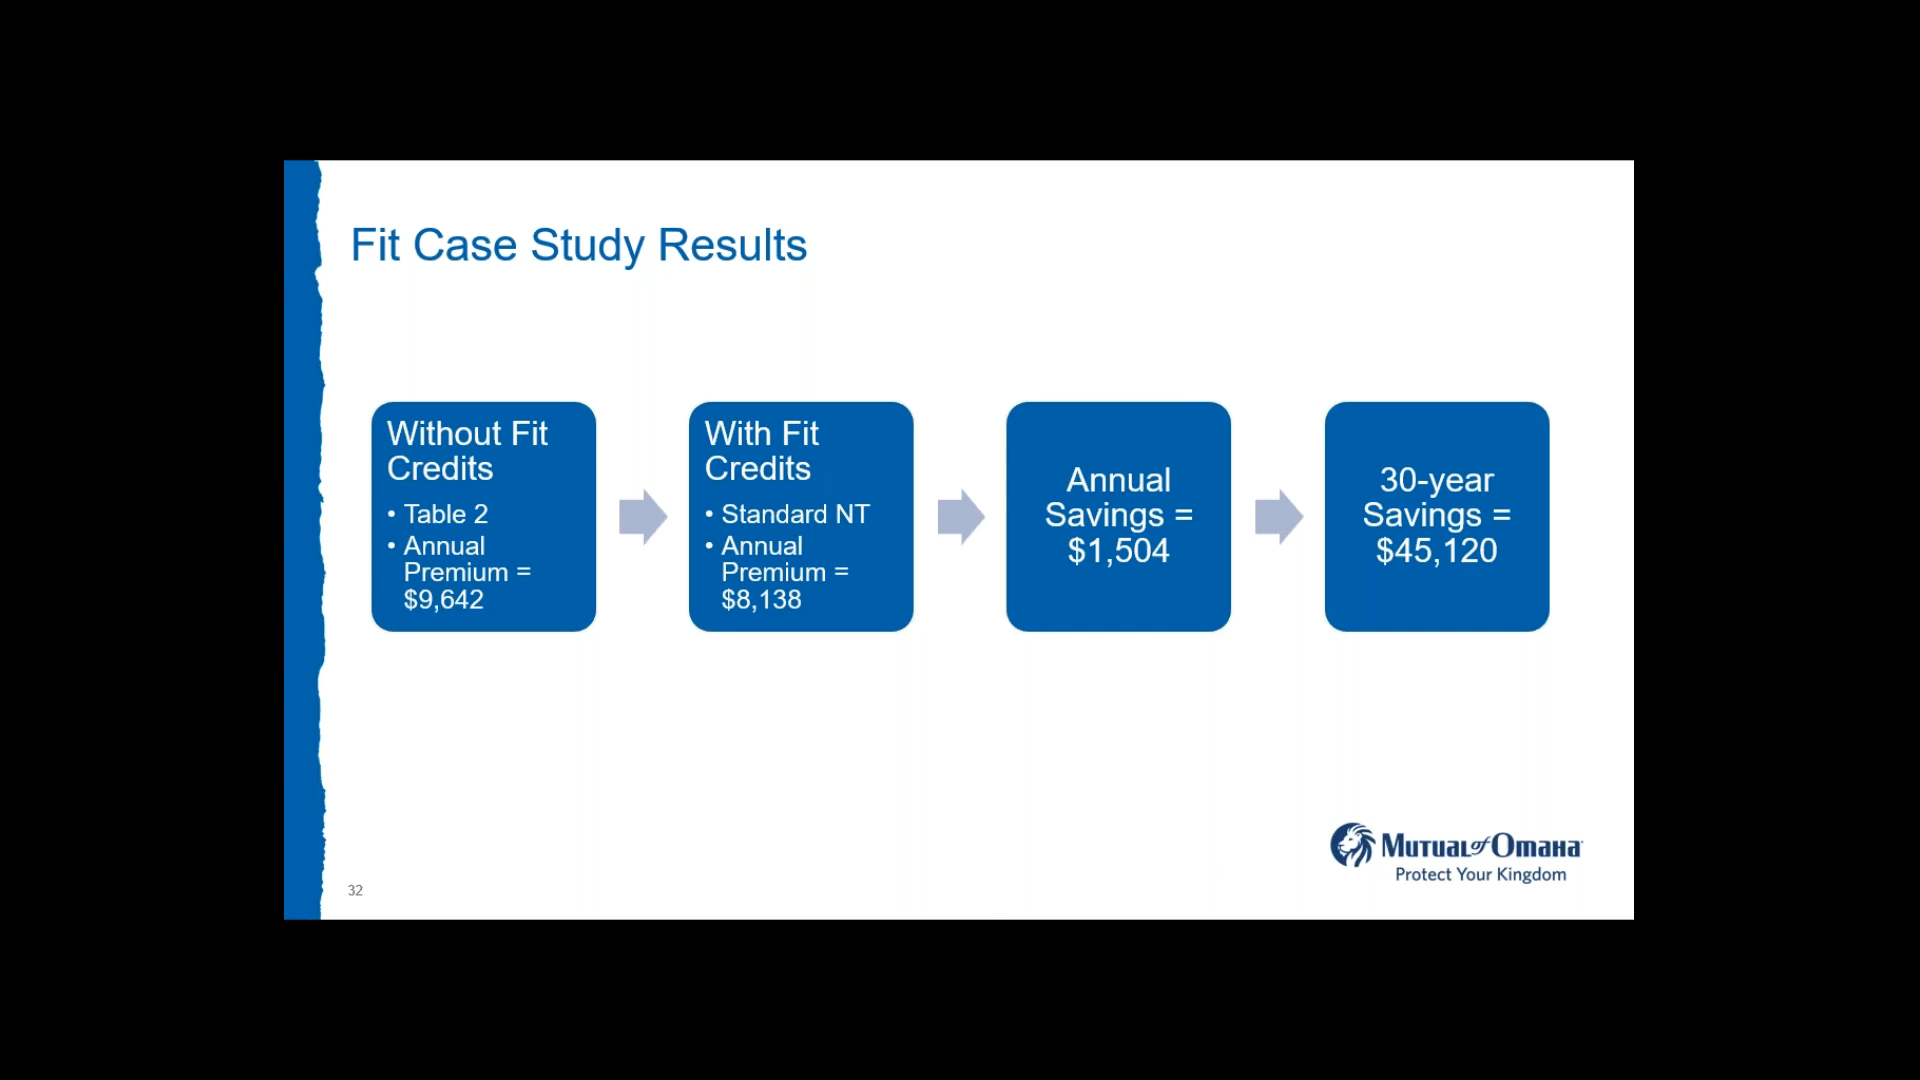 Fit Case Study Results
Without Fit
Credits
• Table 2
• Annual
Premium =
$9,642
With Fit
Credits
• Standard NT
• Annual
Premium =
$8,138
Annual
Savings =
$1,504
30-year
Savings =
$45,120
Mutual of Omaha
Protect Your Kingdom
32